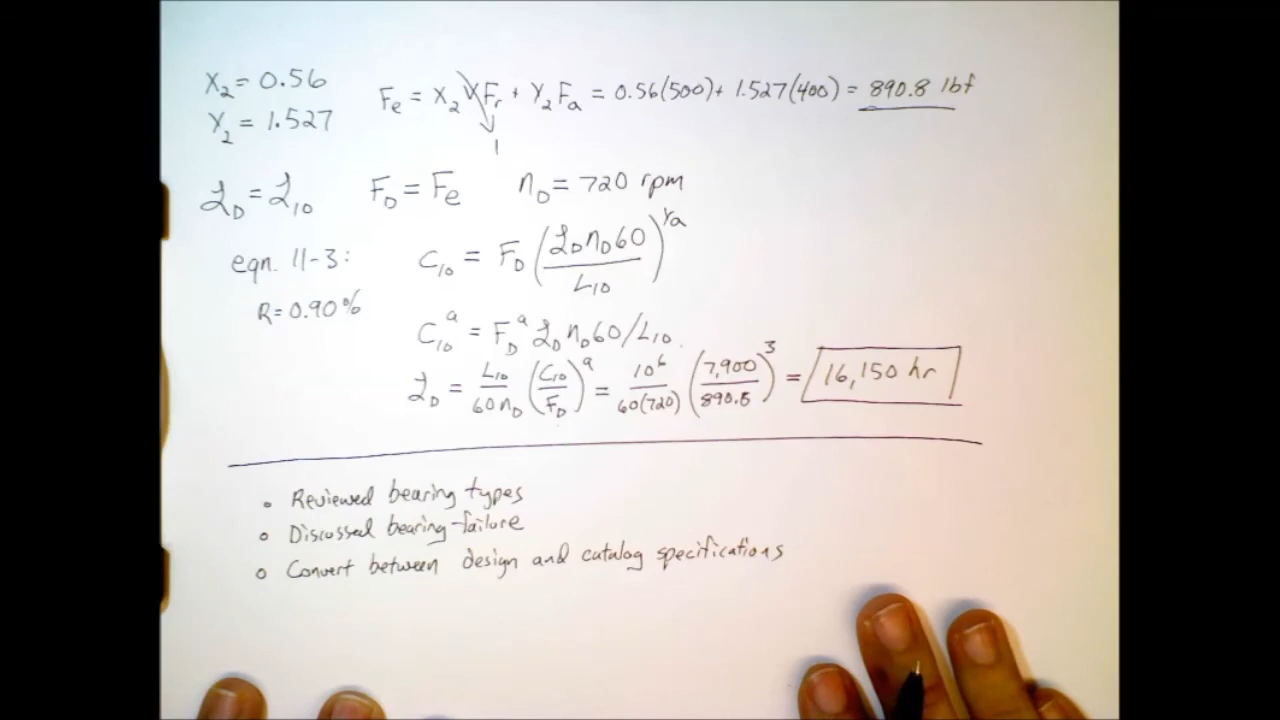 X₂ = 0.56
Y₂ = 1.527
Fe = X₂ V Fr + Y₂ Fa = 0.56(500) + 1.527(400) = 890.8 lbf
1
ℒD = ℒ10 FD = Fe nD = 720 rpm
eqn. 11-3: C10 = FD (ℒD nD 60 / L10)^1/a
R = 0.90%
C10^a = FD^a ℒD nD 60/L10
ℒD = L10 / 60 nD (C10 / FD)^a = 10^6 / 60(720) (7,900 / 890.8)^3 = 16,150 hr
• Reviewed bearing types
• Discussed bearing failure
• Convert between design and catalog specifications